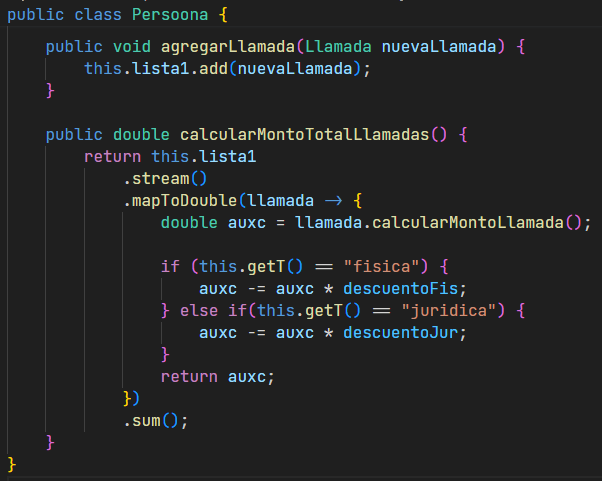 public class Persoona {
public void agregarLlamada(Llamada nuevaLlamada) {
this.lista1.add(nuevaLlamada);
}
public double calcularMontoTotalLlamadas() {
return this.lista1
.stream()
.mapToDouble(llamada -> {
double auxc = llamada.calcularMontoLlamada();
if (this.getT() == "fisica") {
auxc -= auxc * descuentoFis;
} else if(this.getT() == "juridica") {
auxc -= auxc * descuentoJur;
}
return auxc;
})
.sum();
}
}